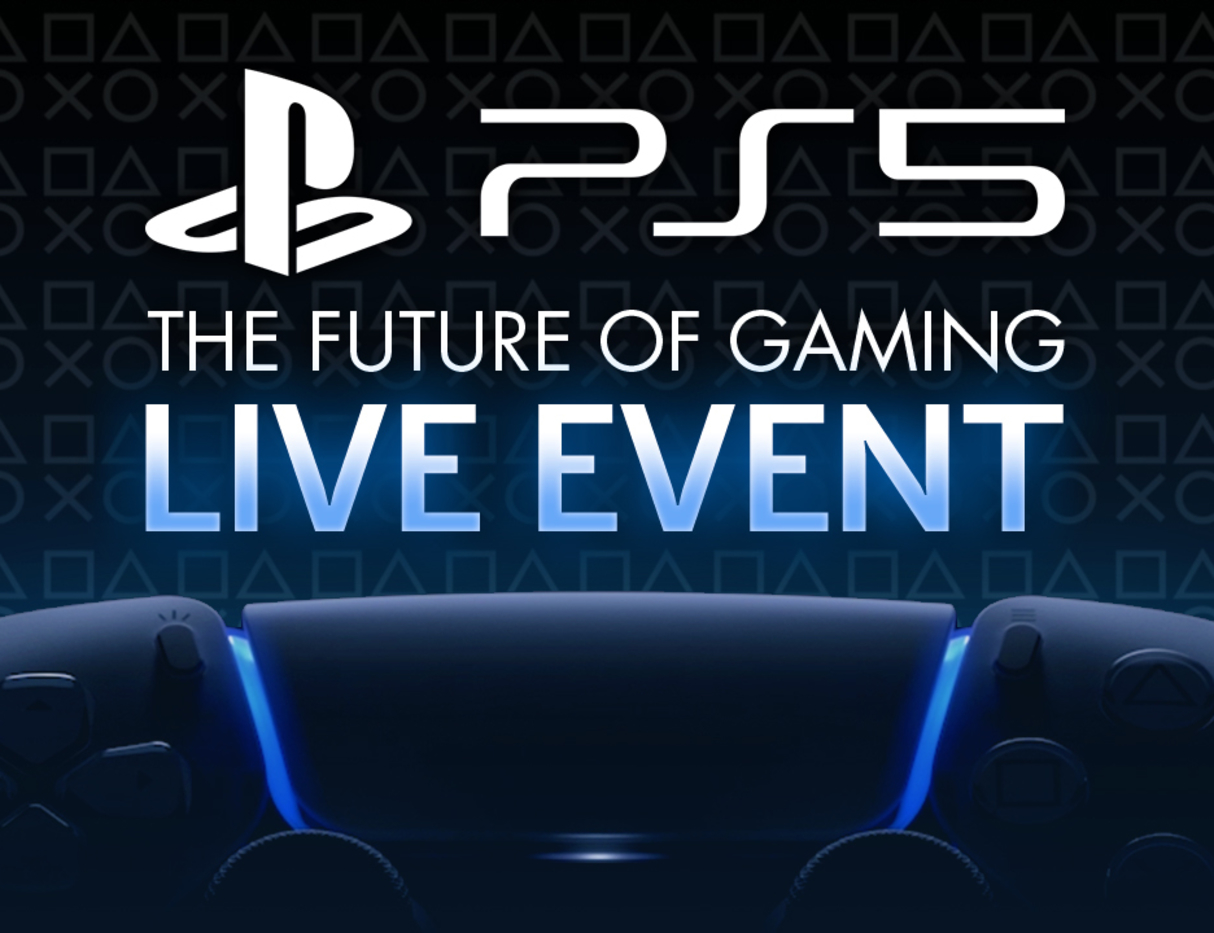 PS5
THE FUTURE OF GAMING
LIVE EVENT